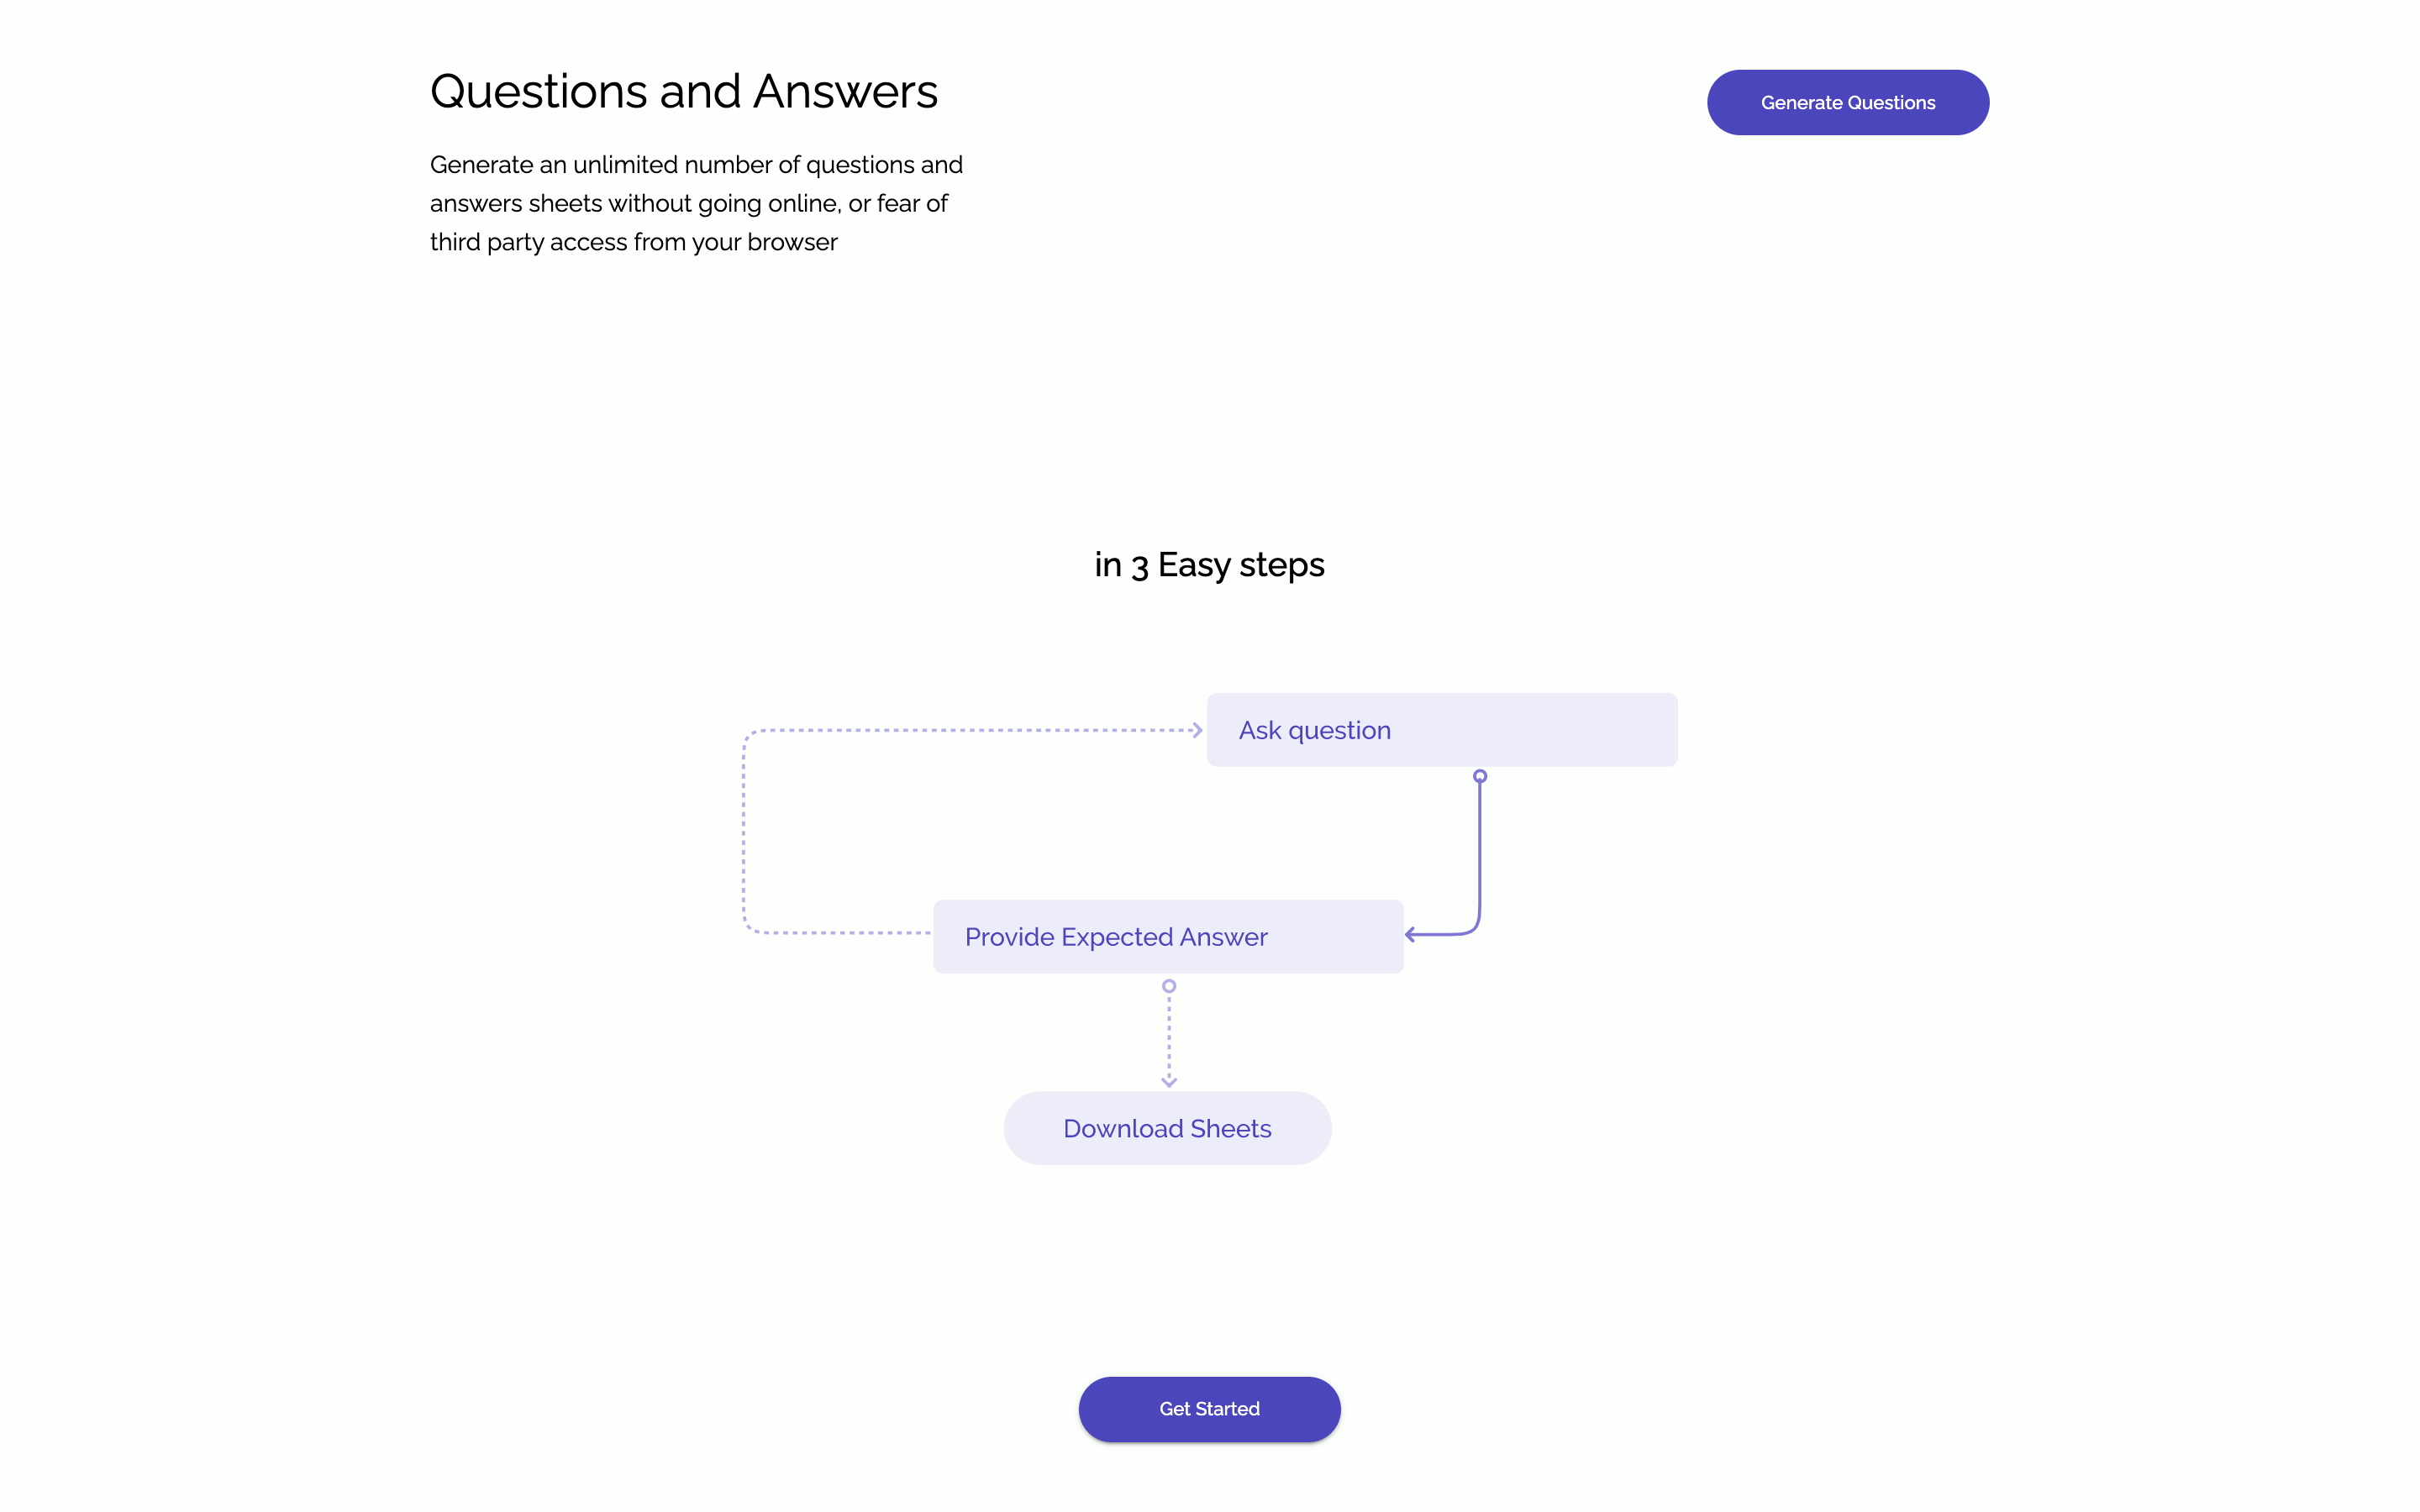 Questions and Answers
Generate Questions
Generate an unlimited number of questions and
answers sheets without going online, or fear of
third party access from your browser
in 3 Easy steps
Ask question
Provide Expected Answer
Download Sheets
Get Started